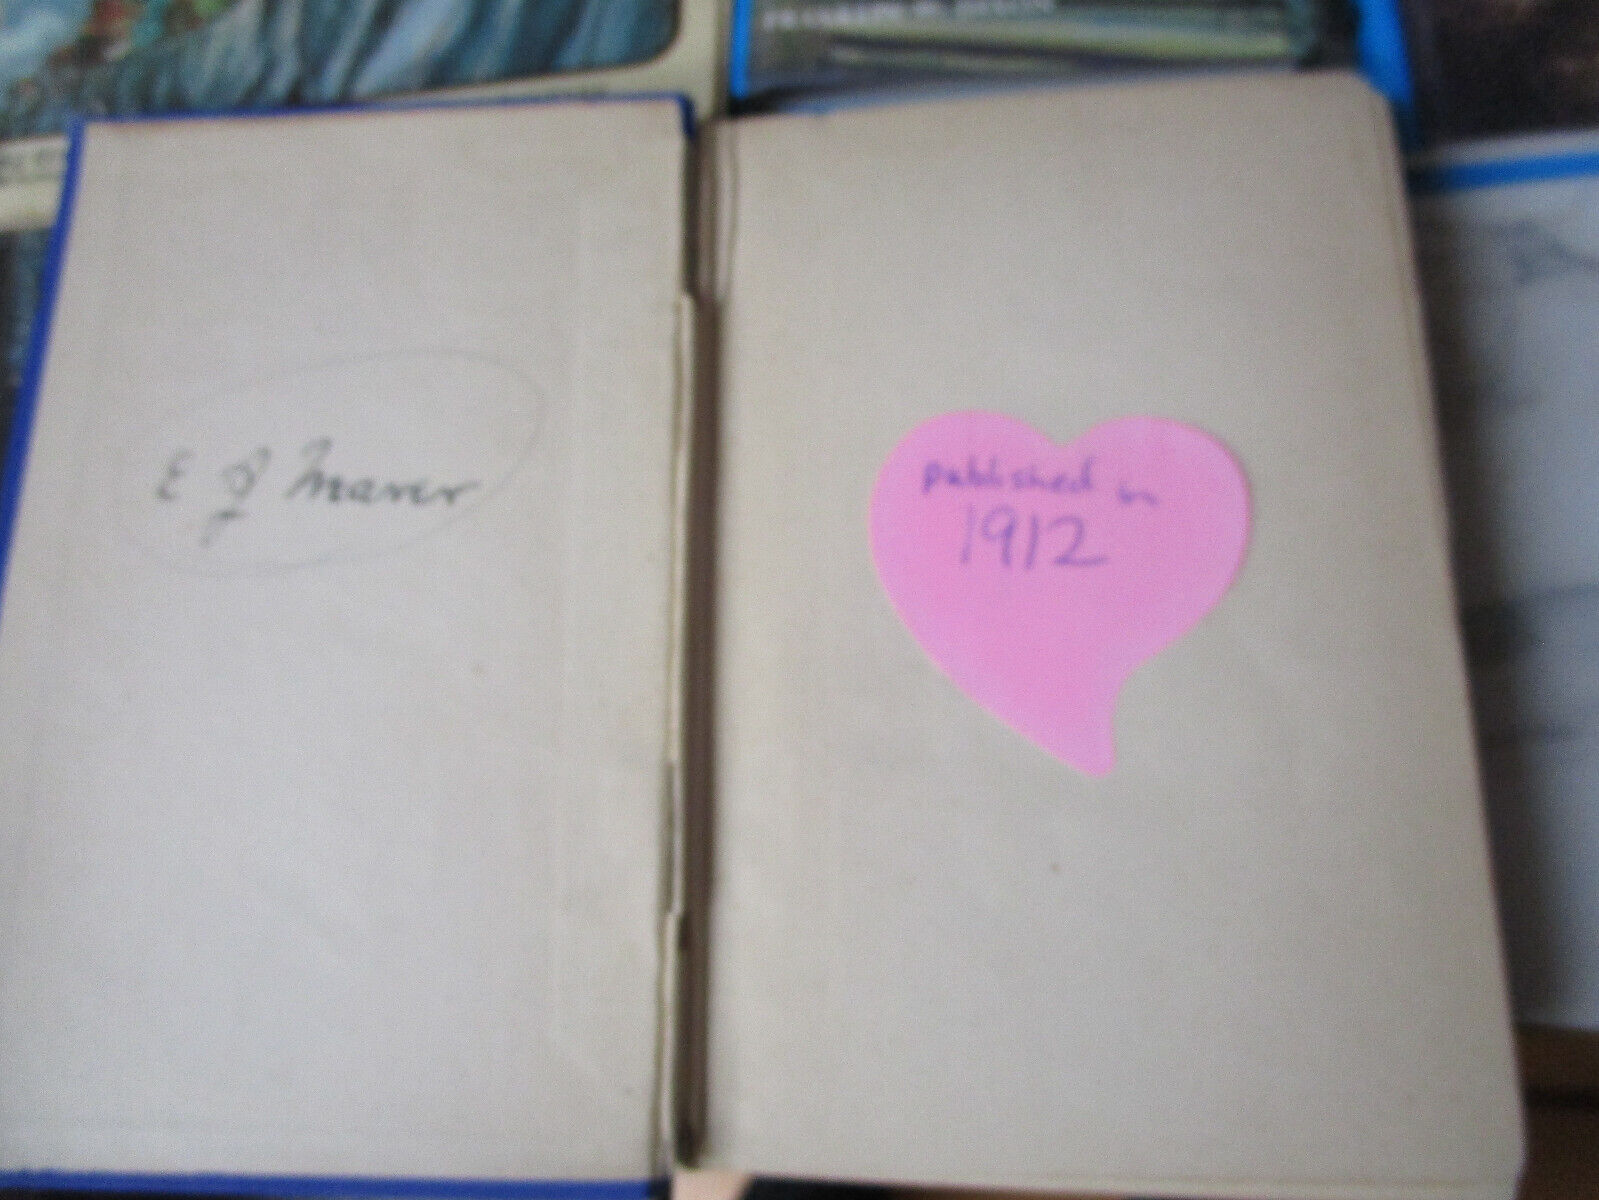 E J Maver
published in
1912